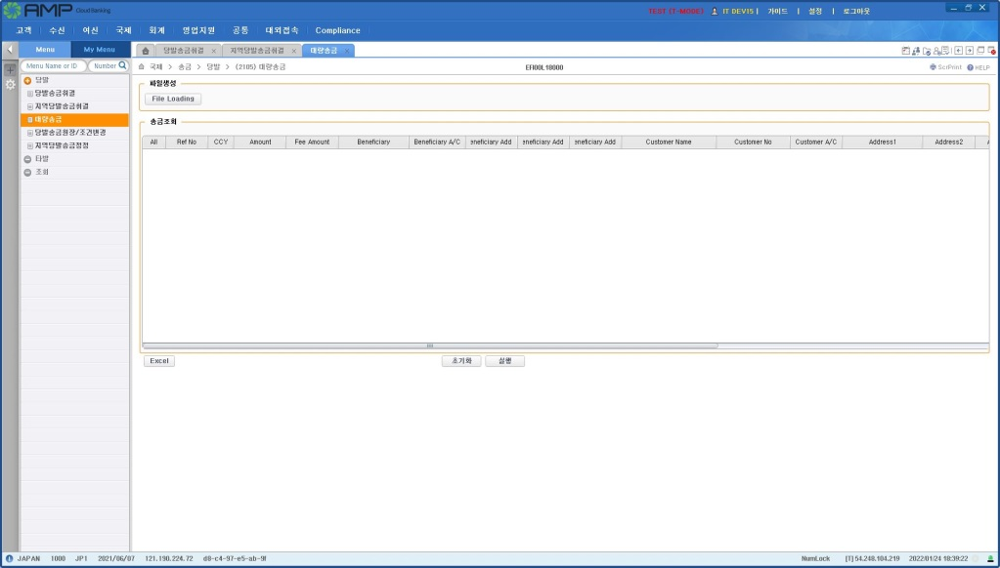 AMP Cloud Banking
TEST (T-MODE) IT DEV15 | 가이드 | 설정 | 로그아웃
고객 수신 여신 국제 회계 영업지원 공통 대외접속 Compliance
Menu My Menu
당발송금취결 × 지역당발송금취결 × 대량송금 ×
Menu Name or ID Number
국제 > 송금 > 당발 > (2105) 대량송금
EFI00L18000
ScrPrint HELP
당발
당발송금취결
지역당발송금취결
대량송금
당발송금원장/조건변경
지역당발송금정정
타발
조회
파일생성
File Loading
송금조회
All Ref No CCY Amount Fee Amount Beneficiary Beneficiary A/C eneficiary Add eneficiary Add eneficiary Add Customer Name Customer No Customer A/C Address1 Address2
Excel 초기화 실행
JAPAN 1000 JP1 2021/06/07 121.190.224.72 d8-c4-97-e5-ab-9f NumLock [T] 54.248.104.219 2022/01/24 18:39:22